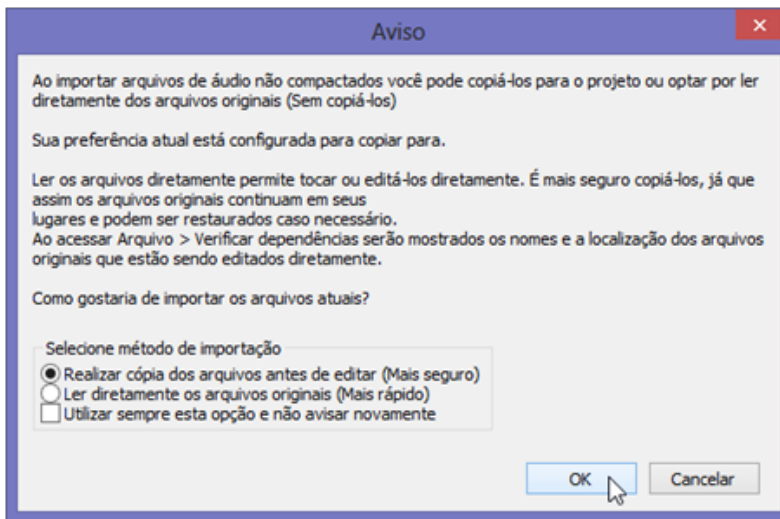 Aviso
Ao importar arquivos de áudio não compactados você pode copiá-los para o projeto ou optar por ler
diretamente dos arquivos originais (Sem copiá-los)
Sua preferência atual está configurada para copiar para.
Ler os arquivos diretamente permite tocar ou editá-los diretamente. É mais seguro copiá-los, já que
assim os arquivos originais continuam em seus
lugares e podem ser restaurados caso necessário.
Ao acessar Arquivo > Verificar dependências serão mostrados os nomes e a localização dos arquivos
originais que estão sendo editados diretamente.
Como gostaria de importar os arquivos atuais?
Selecione método de importação
Realizar cópia dos arquivos antes de editar (Mais seguro)
Ler diretamente os arquivos originais (Mais rápido)
Utilizar sempre esta opção e não avisar novamente
OK
Cancelar